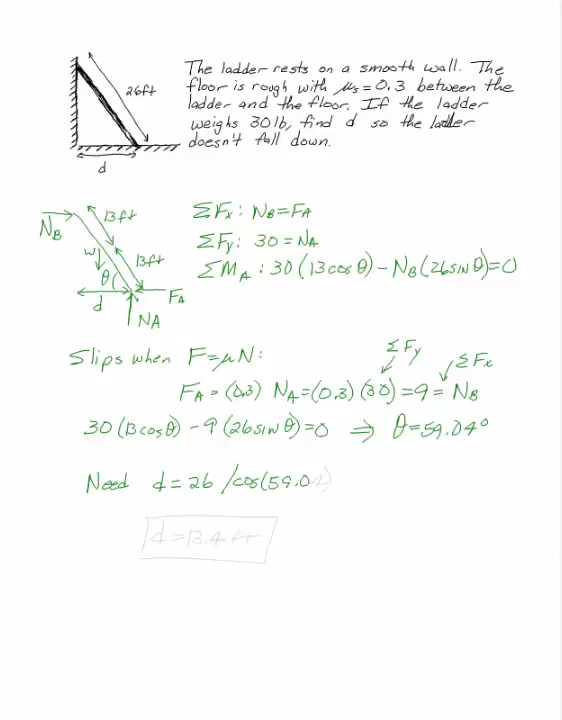 The ladder rests on a smooth wall. The
floor is rough with μs = 0.3 between the
ladder and the floor. If the ladder
weighs 30 lb, find d so the ladder
doesn't fall down.
26ft
d
NB
13ft
W
13ft
θ
FA
d
NA
ΣFx: NB = FA
ΣFy: 30 = NA
ΣMA: 30(13cos θ) - NB(26sin θ) = 0
Slips when F = μN:
ΣFy
ΣFx
FA = (0.3) NA = (0.3)(30) = 9 = NB
30(13cosθ) - 9(26sinθ) = 0 ⇒ θ = 59.04°
Need d = 26 /cos(59.04)
d = 13.4 ft